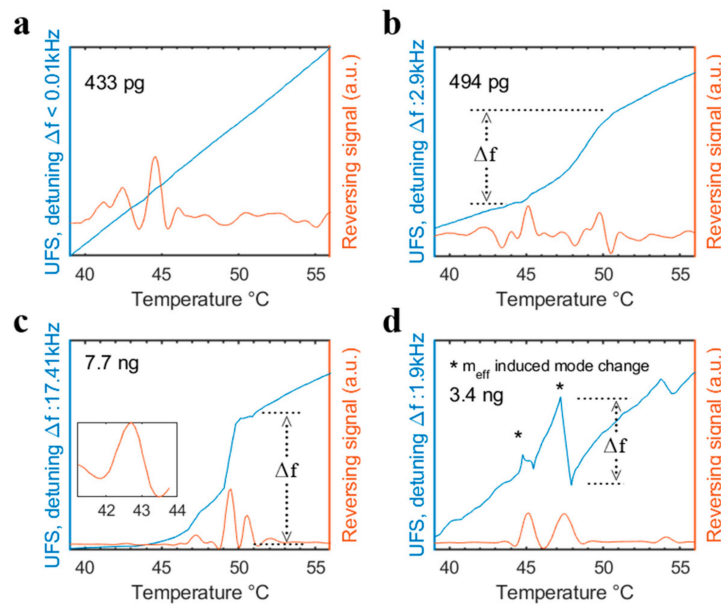 a
UFS, detuning Δf < 0.01kHz
433 pg
Reversing signal (a.u.)
40 45 50 55
Temperature °C
b
UFS, detuning Δf :2.9kHz
494 pg
Δf
Reversing signal (a.u.)
40 45 50 55
Temperature °C
c
UFS, detuning Δf :17.41kHz
7.7 ng
42 43 44
Δf
Reversing signal (a.u.)
40 45 50 55
Temperature °C
d
UFS, detuning Δf :1.9kHz
* meff induced mode change
3.4 ng
*
*
Δf
Reversing signal (a.u.)
40 45 50 55
Temperature °C